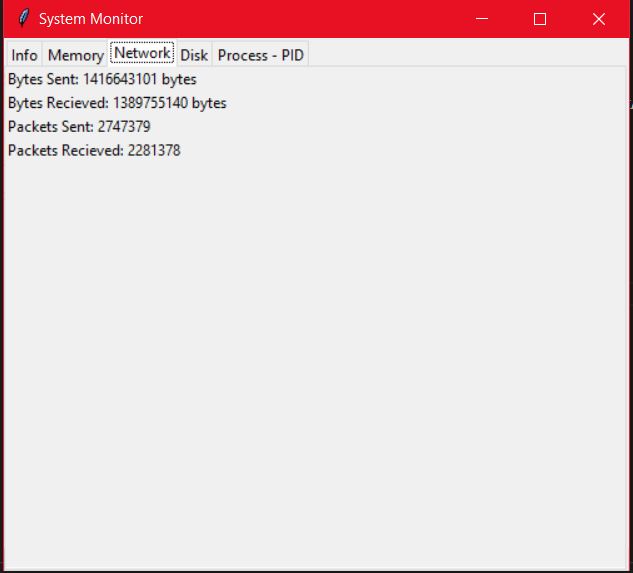 System Monitor
Info Memory Network Disk Process - PID
Bytes Sent: 1416643101 bytes
Bytes Recieved: 1389755140 bytes
Packets Sent: 2747379
Packets Recieved: 2281378